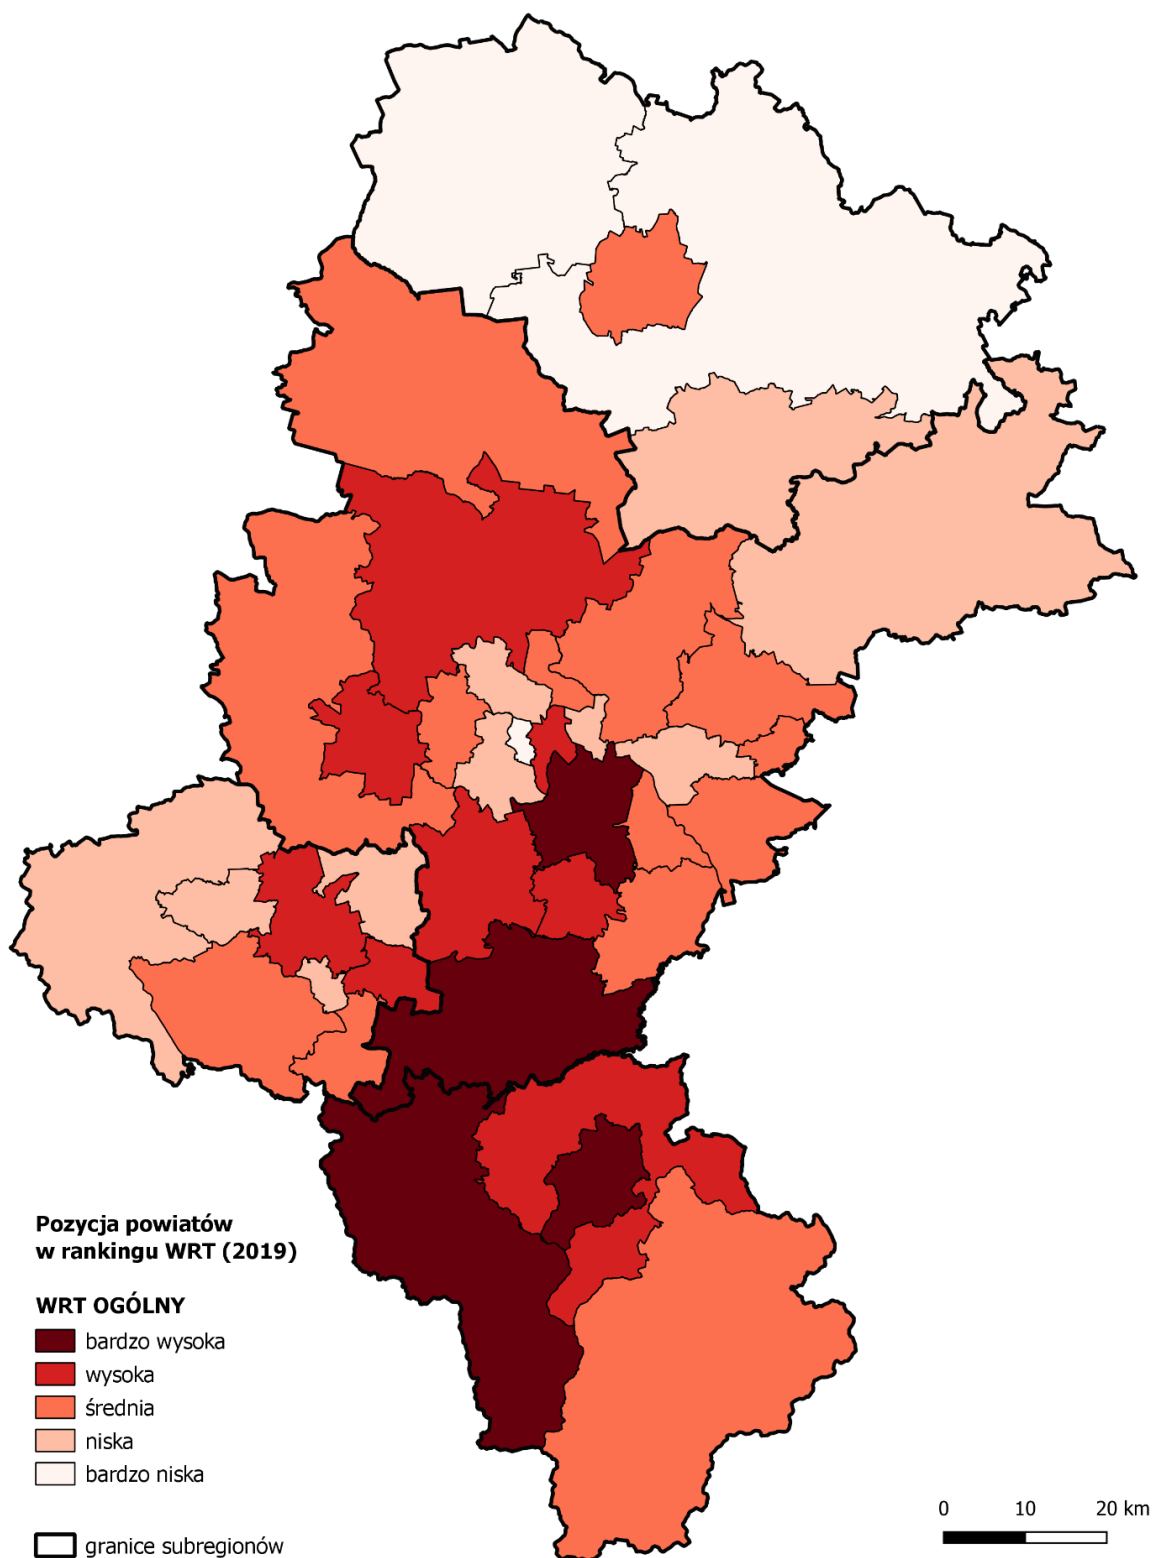 Pozycja powiatów
w rankingu WRT (2019)
WRT OGÓLNY
bardzo wysoka
wysoka
średnia
niska
bardzo niska
granice subregionów
0 10 20 km